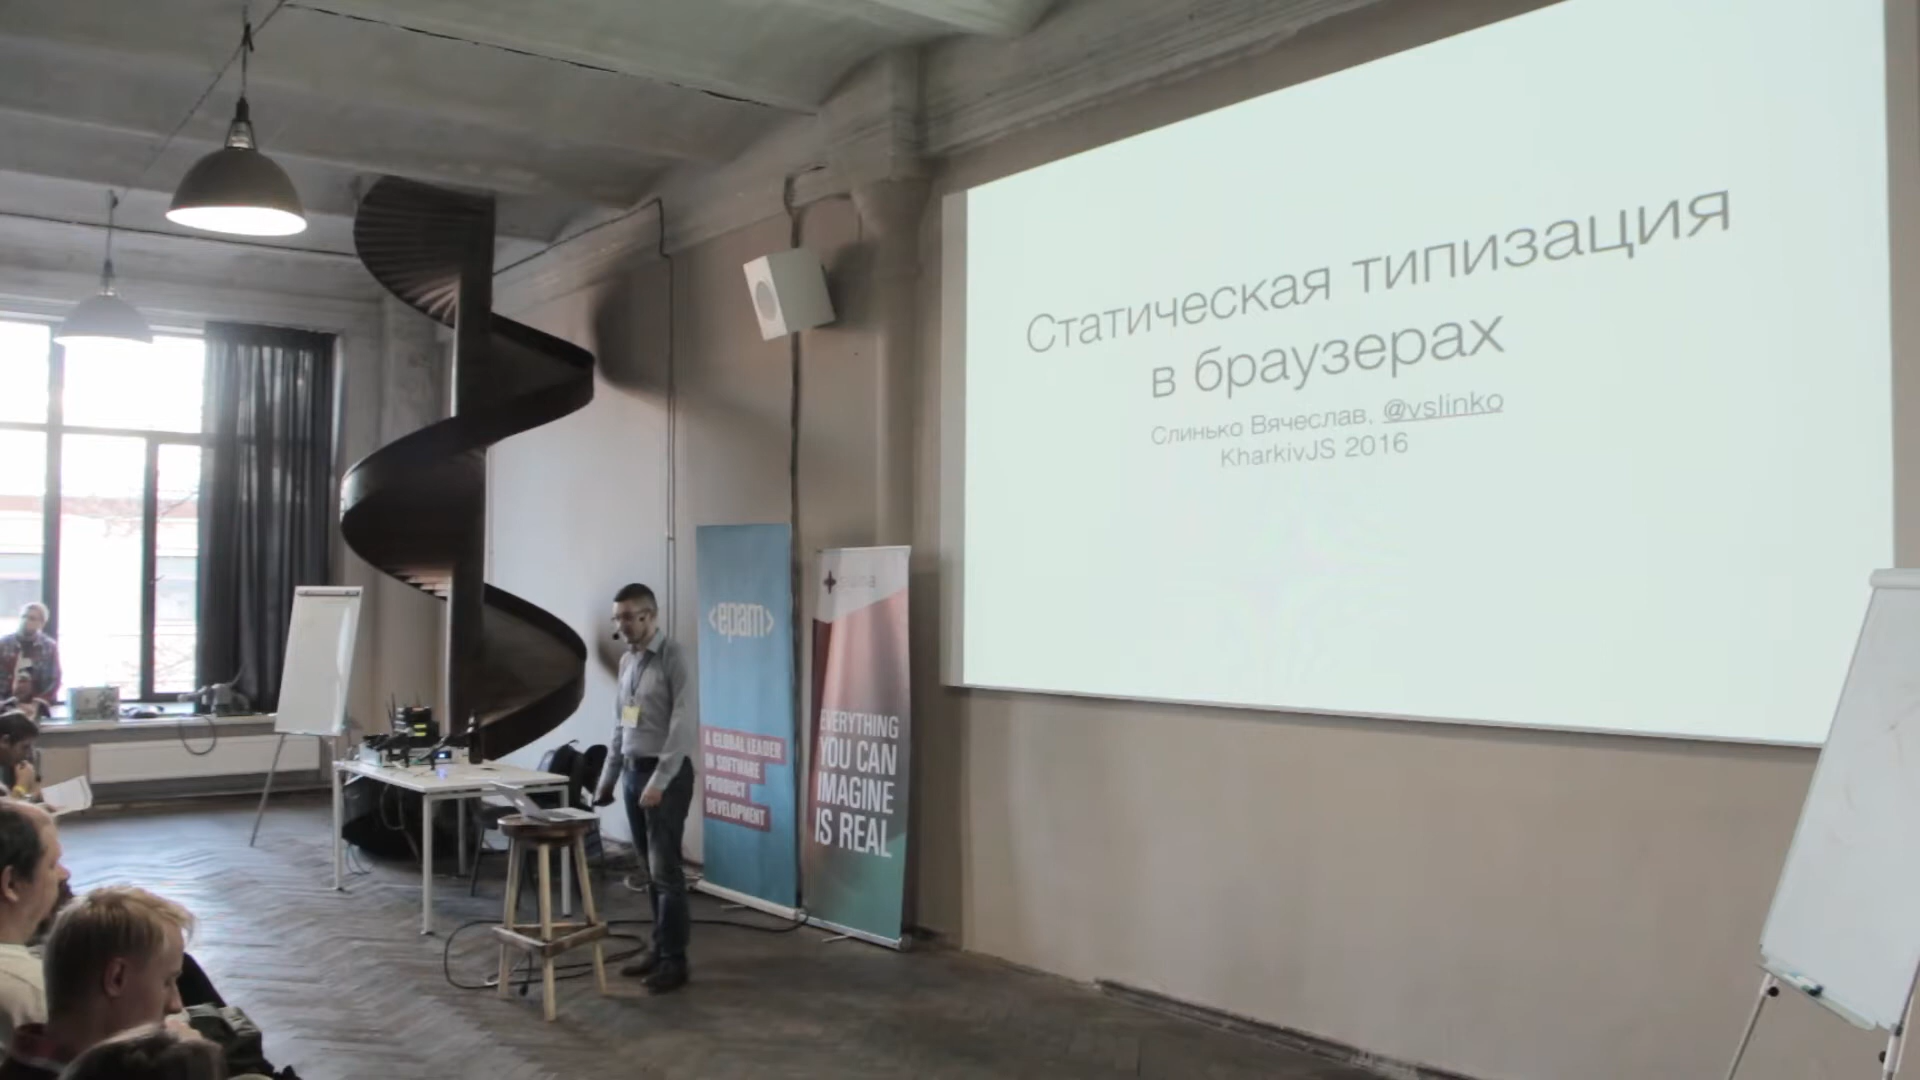 Статическая типизация
в браузерах
Слинько Вячеслав, @vslinko
KharkivJS 2016
<epam>
A GLOBAL LEADER
IN SOFTWARE
PRODUCT
DEVELOPMENT
EVERYTHING
YOU CAN
IMAGINE
IS REAL